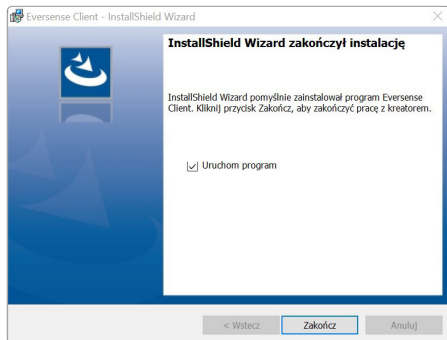 Eversense Client - InstallShield Wizard
InstallShield Wizard zakończył instalację
InstallShield Wizard pomyślnie zainstalował program Eversense
Client. Kliknij przycisk Zakończ, aby zakończyć pracę z kreatorem.
Uruchom program
< Wstecz
Zakończ
Anuluj